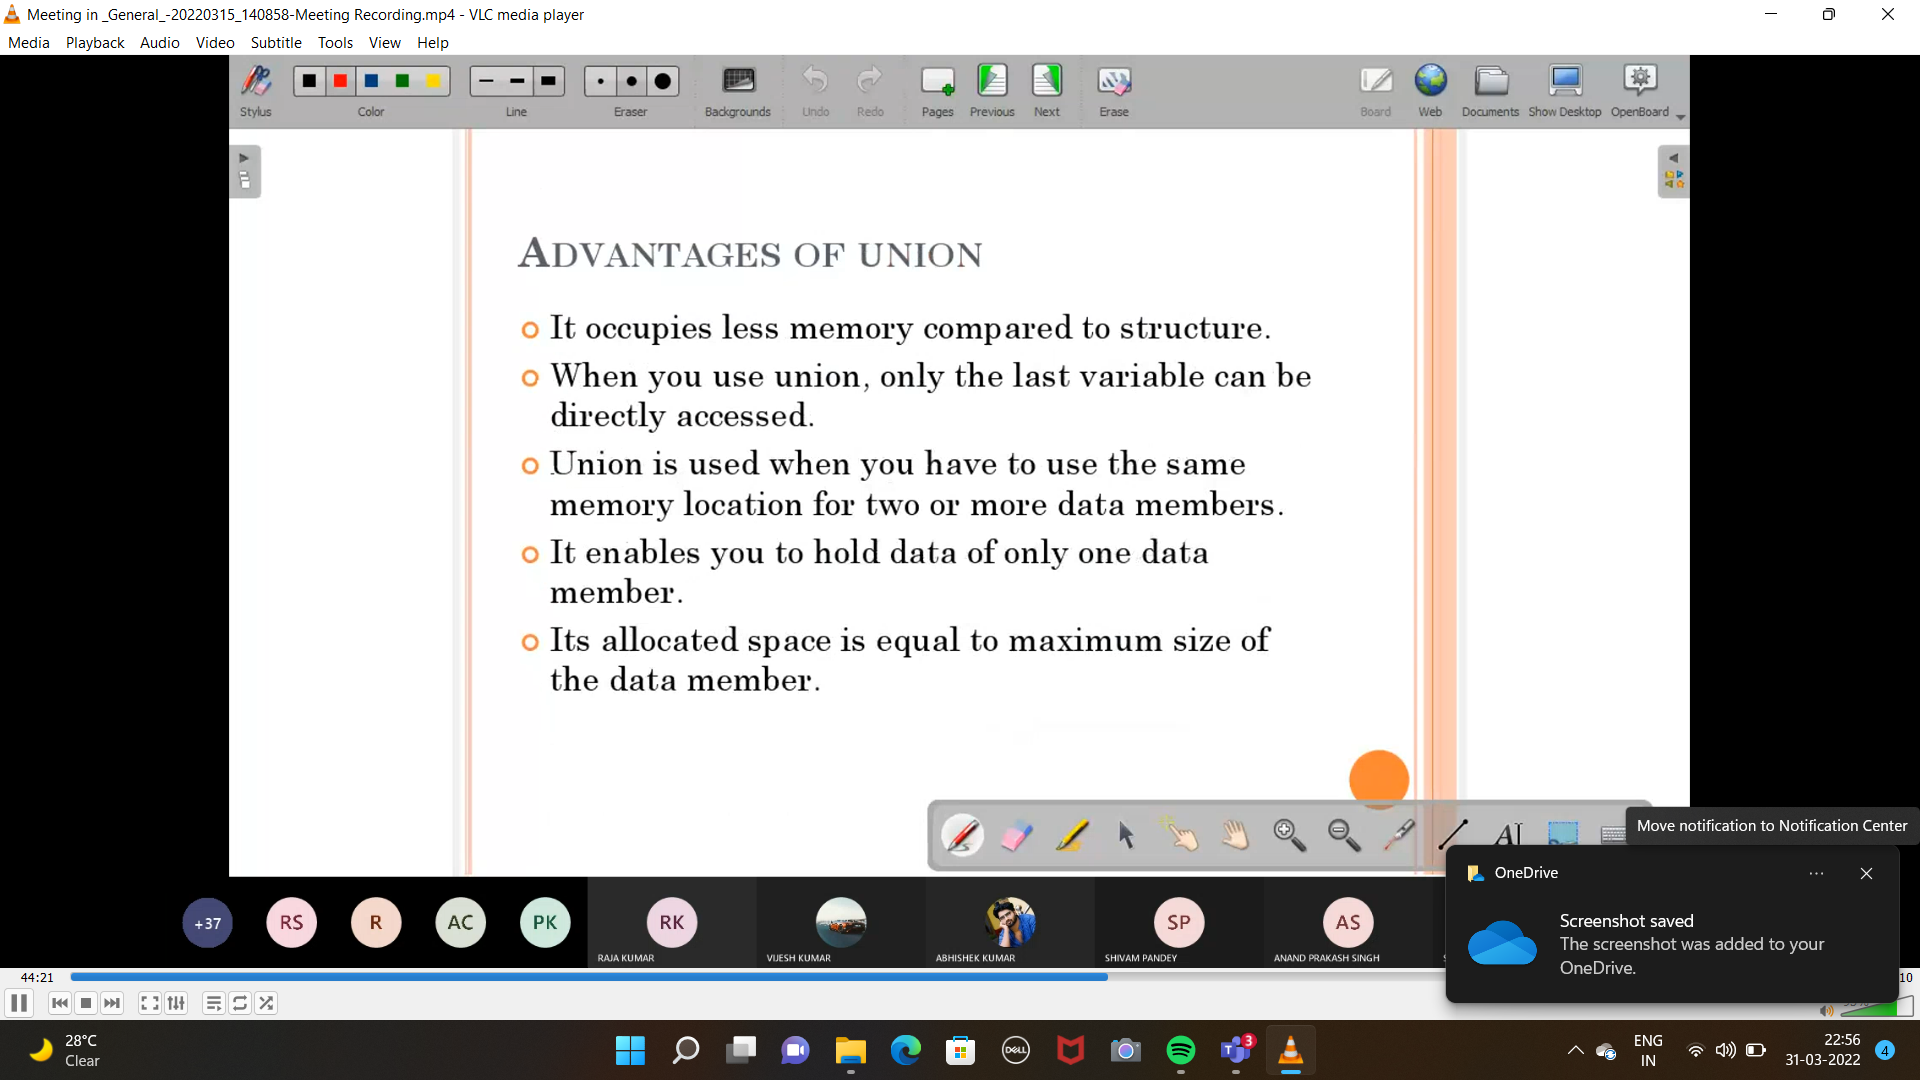 Meeting in _General_-20220315_140858-Meeting Recording.mp4 - VLC media player
Media Playback Audio Video Subtitle Tools View Help
Stylus Color Line Eraser Backgrounds Undo Redo Pages Previous Next Erase Board Web Documents Show Desktop OpenBoard
ADVANTAGES OF UNION
It occupies less memory compared to structure.
When you use union, only the last variable can be
directly accessed.
Union is used when you have to use the same
memory location for two or more data members.
It enables you to hold data of only one data
member.
Its allocated space is equal to maximum size of
the data member.
AI
Move notification to Notification Center
OneDrive
Screenshot saved
The screenshot was added to your
OneDrive.
+37 RS R AC PK RK SP AS
RAJA KUMAR VIJESH KUMAR ABHISHEK KUMAR SHIVAM PANDEY ANAND PRAKASH SINGH
44:21
10
28°C
Clear
DELL
3
ENG
IN
22:56
31-03-2022
4